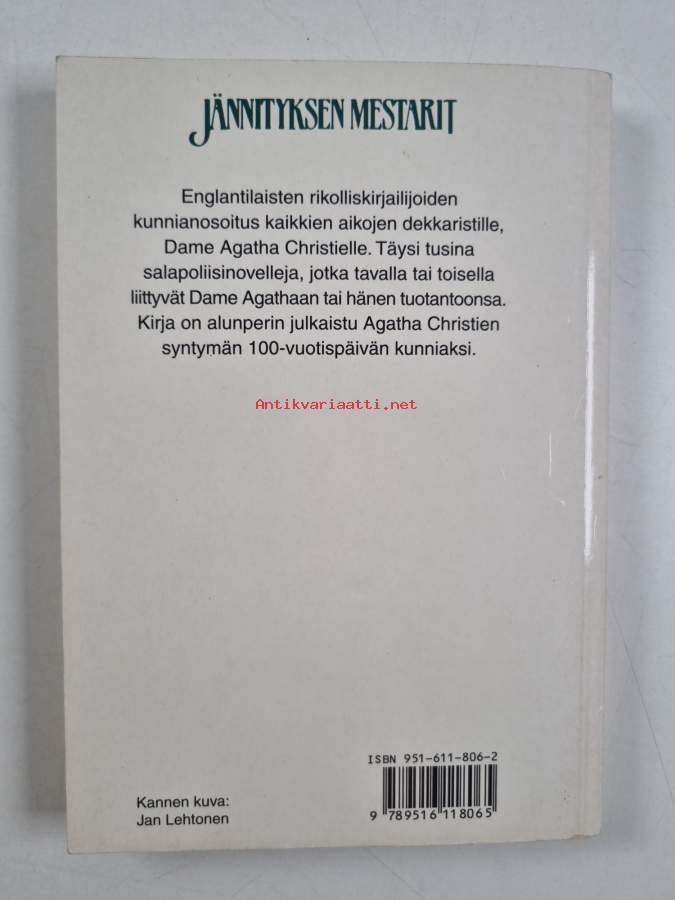 JÄNNITYKSEN MESTARIT
Englantilaisten rikolliskirjailijoiden
kunnianosoitus kaikkien aikojen dekkaristille,
Dame Agatha Christielle. Täysi tusina
salapoliisinovelleja, jotka tavalla tai toisella
liittyvät Dame Agathaan tai hänen tuotantoonsa.
Kirja on alunperin julkaistu Agatha Christien
syntymän 100-vuotispäivän kunniaksi.
Antikvariaatti.net
ISBN 951-611-806-2
Kannen kuva:
Jan Lehtonen
9 789516 118065